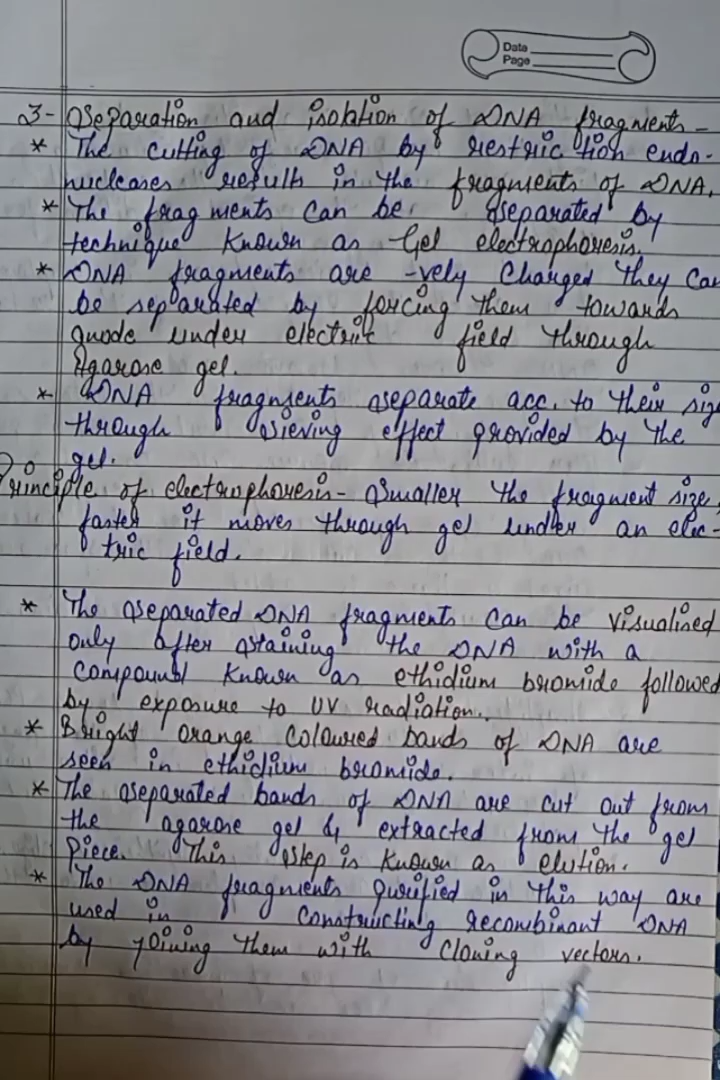 Date
Page
3- Separation and isolation of DNA fragments-
* The cutting of DNA by restriction endo-
nucleases results in the fragments of DNA.
* The fragments can be separated by
technique known as Gel electrophoresis.
* DNA fragments are -vely charged they can
be separated by forcing them towards
anode under electric field through
Agarose gel.
* DNA fragments separate acc. to their size
through sieving effect provided by the
gel.
Principle of electrophoresis- Smaller the fragment size,
faster it moves through gel under an elec-
tric field.
* The separated DNA fragments can be visualised
only after staining the DNA with a
compound known as ethidium bromide followed
by exposure to UV radiation.
* Bright orange coloured bands of DNA are
seen in ethidium bromide.
* The separated bands of DNA are cut out from
the agarose gel & extracted from the gel
piece. This step is known as elution.
* The DNA fragments purified in this way are
used in constructing recombinant DNA
by joining them with cloning vectors.